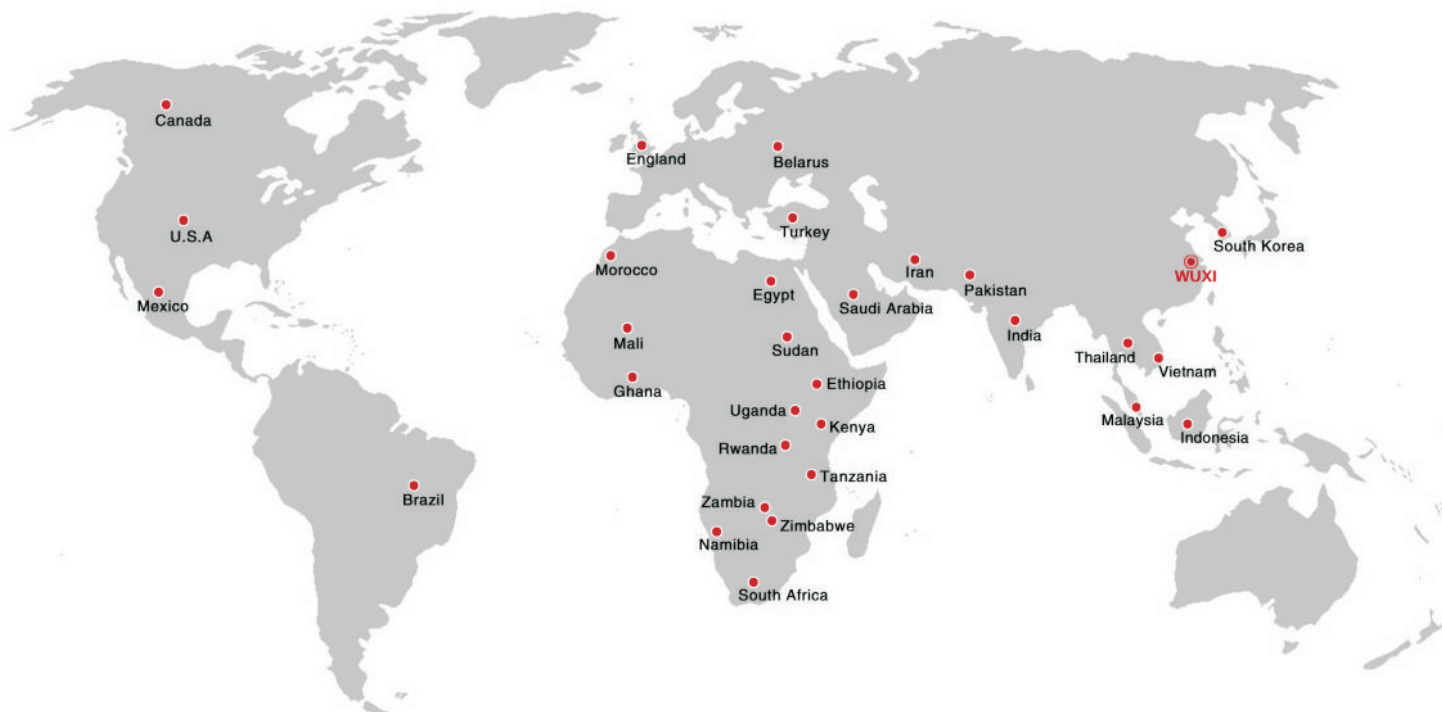 Canada
England
Belarus
U.S.A
Turkey
South Korea
Morocco
Iran
WUXI
Mexico
Egypt
Saudi Arabia
Pakistan
Mali
Sudan
India
Thailand
Vietnam
Ghana
Ethiopia
Uganda
Kenya
Malaysia
Indonesia
Rwanda
Tanzania
Brazil
Zambia
Zimbabwe
Namibia
South Africa